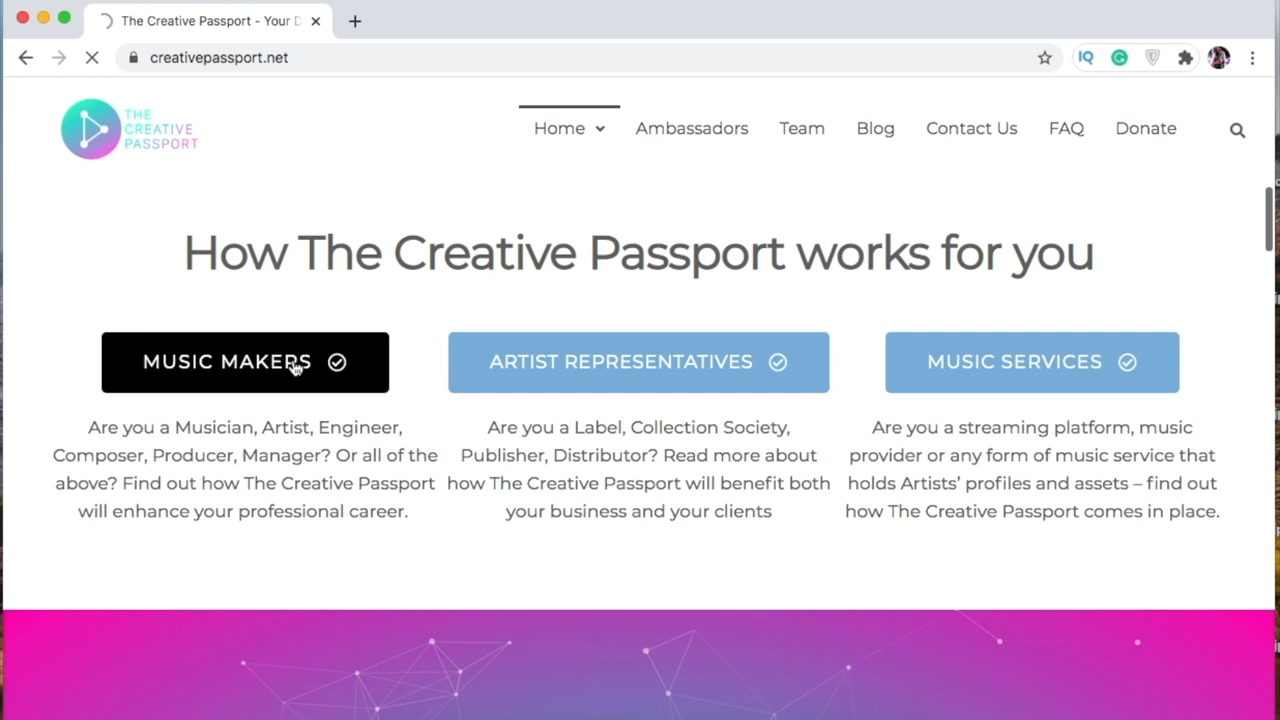 The Creative Passport - Your D
creativepassport.net
IQ
THE
CREATIVE
PASSPORT
Home
Ambassadors
Team
Blog
Contact Us
FAQ
Donate
How The Creative Passport works for you
MUSIC MAKERS
Are you a Musician, Artist, Engineer,
Composer, Producer, Manager? Or all of the
above? Find out how The Creative Passport
will enhance your professional career.
ARTIST REPRESENTATIVES
Are you a Label, Collection Society,
Publisher, Distributor? Read more about
how The Creative Passport will benefit both
your business and your clients
MUSIC SERVICES
Are you a streaming platform, music
provider or any form of music service that
holds Artists’ profiles and assets – find out
how The Creative Passport comes in place.